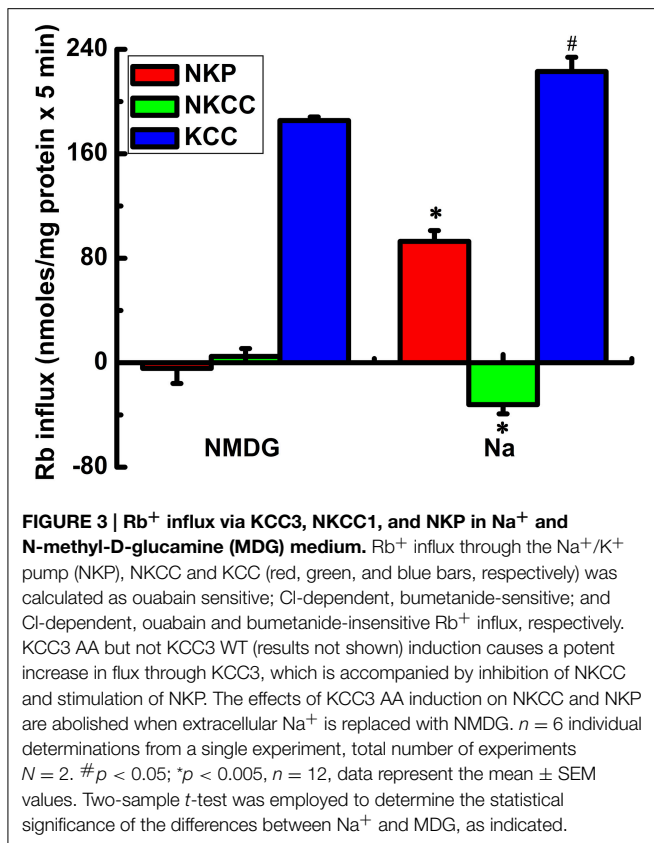 240
160
80
0
-80
Rb influx (nmoles/mg protein x 5 min)
NKP
NKCC
KCC
#
*
*
NMDG
Na
FIGURE 3 | Rb+ influx via KCC3, NKCC1, and NKP in Na+ and
N-methyl-D-glucamine (MDG) medium. Rb+ influx through the Na+/K+
pump (NKP), NKCC and KCC (red, green, and blue bars, respectively) was
calculated as ouabain sensitive; Cl-dependent, bumetanide-sensitive; and
Cl-dependent, ouabain and bumetanide-insensitive Rb+ influx, respectively.
KCC3 AA but not KCC3 WT (results not shown) induction causes a potent
increase in flux through KCC3, which is accompanied by inhibition of NKCC
and stimulation of NKP. The effects of KCC3 AA induction on NKCC and NKP
are abolished when extracellular Na+ is replaced with NMDG. n = 6 individual
determinations from a single experiment, total number of experiments
N = 2. #p < 0.05; *p < 0.005, n = 12, data represent the mean ± SEM
values. Two-sample t-test was employed to determine the statistical
significance of the differences between Na+ and MDG, as indicated.